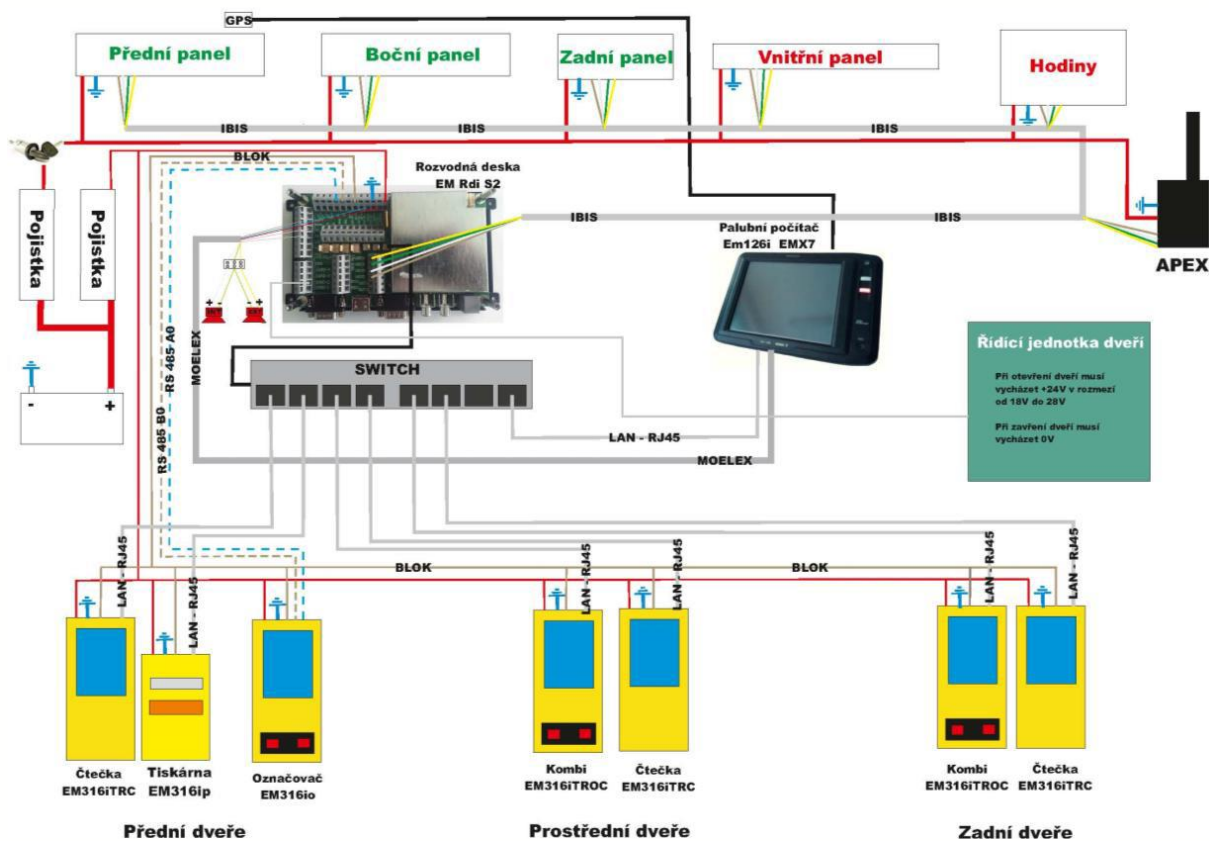 GPS
Přední panel
Boční panel
Zadní panel
Vnitřní panel
Hodiny
IBIS
IBIS
IBIS
IBIS
BLOK
Rozvodná deska
EM Rdi S2
Pojistka
Pojistka
IBIS
IBIS
Palubní počítač
Em126i EMX7
APEX
+ -
- +
RS 485 A0
RS 485 B0
MOELEX
SWITCH
Řídící jednotka dveří
Při otevření dveří musí
vycházet +24V v rozmezí
od 18V do 28V
Při zavření dveří musí
vycházet 0V
- +
LAN - RJ45
MOELEX
LAN - RJ45
LAN - RJ45
BLOK
LAN - RJ45
LAN - RJ45
BLOK
LAN - RJ45
LAN - RJ45
Čtečka
EM316iTRC
Tiskárna
EM316ip
Označovač
EM316io
Kombi
EM316iTROC
Čtečka
EM316iTRC
Kombi
EM316iTROC
Čtečka
EM316iTRC
Přední dveře
Prostřední dveře
Zadní dveře